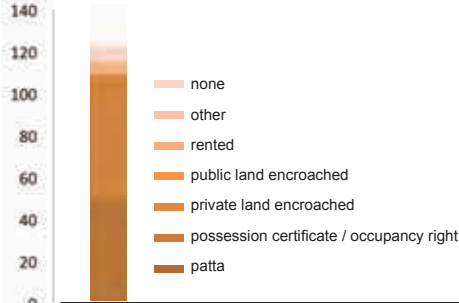 140
120
100
80
60
40
20
0
none
other
rented
public land encroached
private land encroached
possession certificate / occupancy right
patta